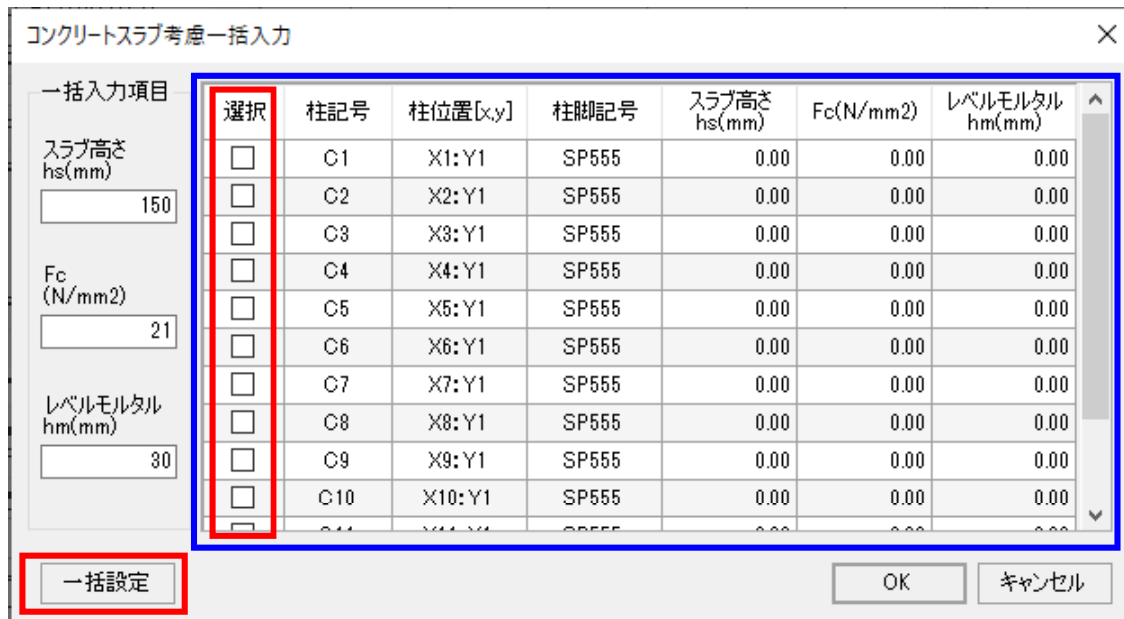 コンクリートスラブ考慮一括入力
一括入力項目
スラブ高さ
hs(mm)
150
Fc
(N/mm2)
21
レベルモルタル
hm(mm)
30
選択 柱記号 柱位置[x,y] 柱脚記号 スラブ高さ hs(mm) Fc(N/mm2) レベルモルタル hm(mm)
C1 X1:Y1 SP555 0.00 0.00 0.00
C2 X2:Y1 SP555 0.00 0.00 0.00
C3 X3:Y1 SP555 0.00 0.00 0.00
C4 X4:Y1 SP555 0.00 0.00 0.00
C5 X5:Y1 SP555 0.00 0.00 0.00
C6 X6:Y1 SP555 0.00 0.00 0.00
C7 X7:Y1 SP555 0.00 0.00 0.00
C8 X8:Y1 SP555 0.00 0.00 0.00
C9 X9:Y1 SP555 0.00 0.00 0.00
C10 X10:Y1 SP555 0.00 0.00 0.00
一括設定
OK キャンセル